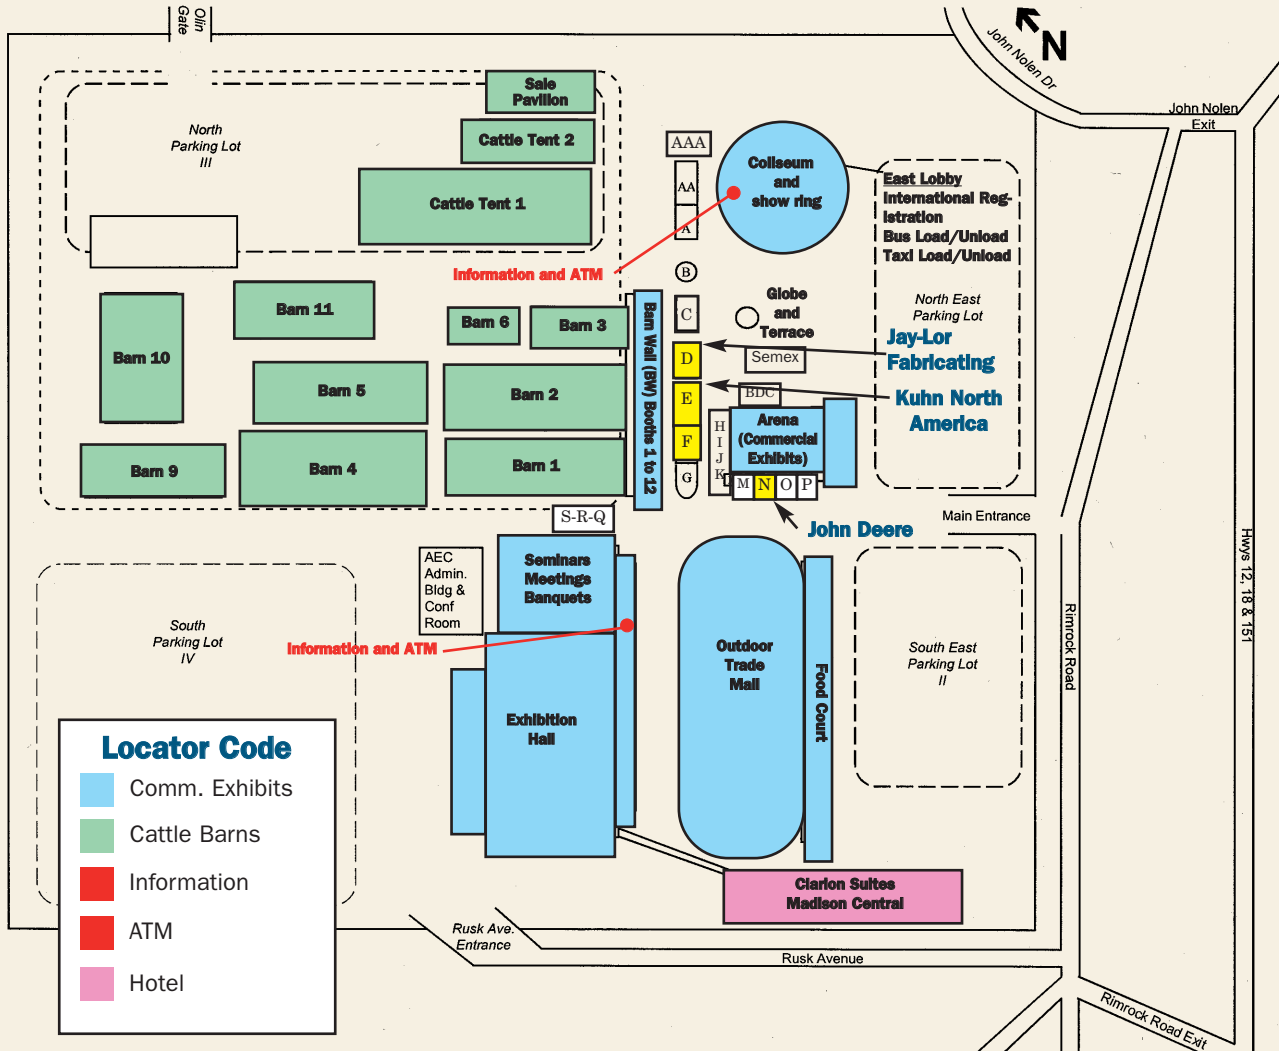 Olin
Gate
John Nolen Dr
N
John Nolen
Exit
Sale
Pavilion
North
Parking Lot
III
Cattle Tent 2
Cattle Tent 1
AAA
AA
A
Coliseum
and
show ring
East Lobby
International Reg-
istration
Bus Load/Unload
Taxi Load/Unload
Information and ATM
B
North East
Parking Lot
Globe
and
Terrace
C
Barn 11
Barn 6
Barn 3
Barn 10
Barn Wall (BW) Booths 1 to 12
D
Semex
Jay-Lor
Fabricating
Barn 5
Barn 2
E
BDC
Kuhn North
America
F
H
I
J
K
Arena
(Commercial
Exhibits)
Barn 9
Barn 4
Barn 1
G
M
N
O
P
S-R-Q
John Deere
Main Entrance
AEC
Admin.
Bldg &
Conf
Room
Seminars
Meetings
Banquets
Hwys 12, 18 & 151
Rimrock Road
South
Parking Lot
IV
Information and ATM
Outdoor
Trade
Mall
Food Court
South East
Parking Lot
II
Exhibition
Hall
Locator Code
Comm. Exhibits
Cattle Barns
Information
ATM
Hotel
Clarion Suites
Madison Central
Rusk Ave.
Entrance
Rusk Avenue
Rimrock Road Exit